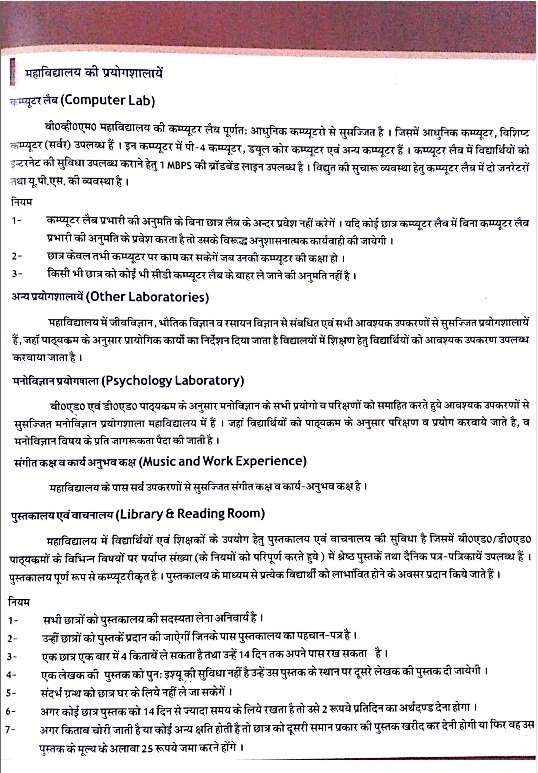 महाविद्यालय की प्रयोगशालायें
कम्प्यूटर लैब (Computer Lab)
बी०व्ही०एम० महाविद्यालय की कम्प्यूटर लैब पूर्णतः आधुनिक कम्प्यूटरो से सुसज्जित है । जिसमें आधुनिक कम्प्यूटर, विशिष्ट
कम्प्यूटर (सर्वर) उपलब्ध हैं । इन कम्प्यूटर में पी-4 कम्प्यूटर, ड्यूल कोर कम्प्यूटर एवं अन्य कम्प्यूटर हैं । कम्प्यूटर लैब में विद्यार्थियों को
इन्टरनेट की सुविधा उपलब्ध कराने हेतु 1 MBPS की ब्रॉडबेंड लाइन उपलब्ध है । विद्युत की सुचारू व्यवस्था हेतु कम्प्यूटर लैब में दो जनरेटरों
तथा यू.पी.एस. की व्यवस्था है ।
नियम
1- कम्प्यूटर लैब प्रभारी की अनुमति के बिना छात्र लैब के अन्दर प्रवेश नहीं करेगें । यदि कोई छात्र कम्प्यूटर लैब में बिना कम्प्यूटर लैब
प्रभारी की अनुमति के प्रवेश करता है तो उसके विरूद्ध अनुशासनात्मक कार्यवाही की जायेगी ।
2- छात्र केवल तभी कम्प्यूटर पर काम कर सकेगें जब उनकी कम्प्यूटर की कक्षा हो ।
3- किसी भी छात्र को कोई भी सीडी कम्प्यूटर लैब के बाहर ले जाने की अनुमति नहीं है ।
अन्य प्रयोगशालायें (Other Laboratories)
महाविद्यालय में जीवविज्ञान, भौतिक विज्ञान व रसायन विज्ञान से संबधित एवं सभी आवश्यक उपकरणों से सुसज्जित प्रयोगशालायें
हैं, जहाँ पाठ्यकम के अनुसार प्रायोगिक कार्यो का निर्देशन दिया जाता है विद्यालयों में शिक्षण हेतु विद्यार्थियों को आवश्यक उपकरण उपलब्ध
करवाया जाता है ।
मनोविज्ञान प्रयोगषाला (Psychology Laboratory)
बी०एड० एवं डी०एड० पाठ्यकम के अनुसार मनोविज्ञान के सभी प्रयोगो व परिक्षणों को समाहित करते हुये आवश्यक उपकरणों से
सुसज्जित मनोविज्ञान प्रयोगशाला महाविद्यालय में हैं । जहां विद्यार्थियों को पाठ्यक्रम के अनुसार परिक्षण व प्रयोग करवाये जाते है, व
मनोविज्ञान विषय के प्रति जागरूकता पैदा की जाती है ।
संगीत कक्ष व कार्य अनुभव कक्ष (Music and Work Experience)
महाविद्यालय के पास सर्व उपकरणों से सुसज्जित संगीत कक्ष व कार्य-अनुभव कक्ष है ।
पुस्तकालय एवं वाचनालय (Library & Reading Room)
महाविद्यालय में विद्यार्थियों एवं शिक्षकों के उपयोग हेतु पुस्तकालय एवं वाचनालय की सुविधा है जिसमें बी०एड०/डी०एड०
पाठ्यकमों के विभिन्न विषयों पर पर्याप्त संख्या (के नियमों को परिपूर्ण करते हुये ) में श्रेष्ठ पुस्तकें तथा दैनिक पत्र-पत्रिकायें उपलब्ध हैं ।
पुस्तकालय पूर्ण रूप से कम्प्यूटरीकृत है । पुस्तकालय के माध्यम से प्रत्येक विद्यार्थी को लाभांवित होने के अवसर प्रदान किये जाते हैं ।
नियम
1- सभी छात्रों को पुस्तकालय की सदस्यता लेना अनिवार्य है ।
2- उन्हीं छात्रों को पुस्तकें प्रदान की जाऐगीं जिनके पास पुस्तकालय का पहचान-पत्र है ।
3- एक छात्र एक बार में 4 किताबें ले सकता है तथा उन्हें 14 दिन तक अपने पास रख सकता है ।
4- एक लेखक की पुस्तक को पुनः इश्यू की सुविधा नहीं है उन्हें उस पुस्तक के स्थान पर दूसरे लेखक की पुस्तक दी जायेगी ।
5- संदर्भ ग्रन्थ को छात्र घर के लिये नहीं ले जा सकेगें ।
6- अगर कोई छात्र पुस्तक को 14 दिन से ज्यादा समय के लिये रखता है तो उसे 2 रूपये प्रतिदिन का अर्थदण्ड देना होगा ।
7- अगर किताब चोरी जाती है या कोई अन्य क्षति होती है तो छात्र को दूसरी समान प्रकार की पुस्तक खरीद कर देनी होगी या फिर वह उस
पुस्तक के मूल्य के अलावा 25 रूपये जमा करने होंगे ।